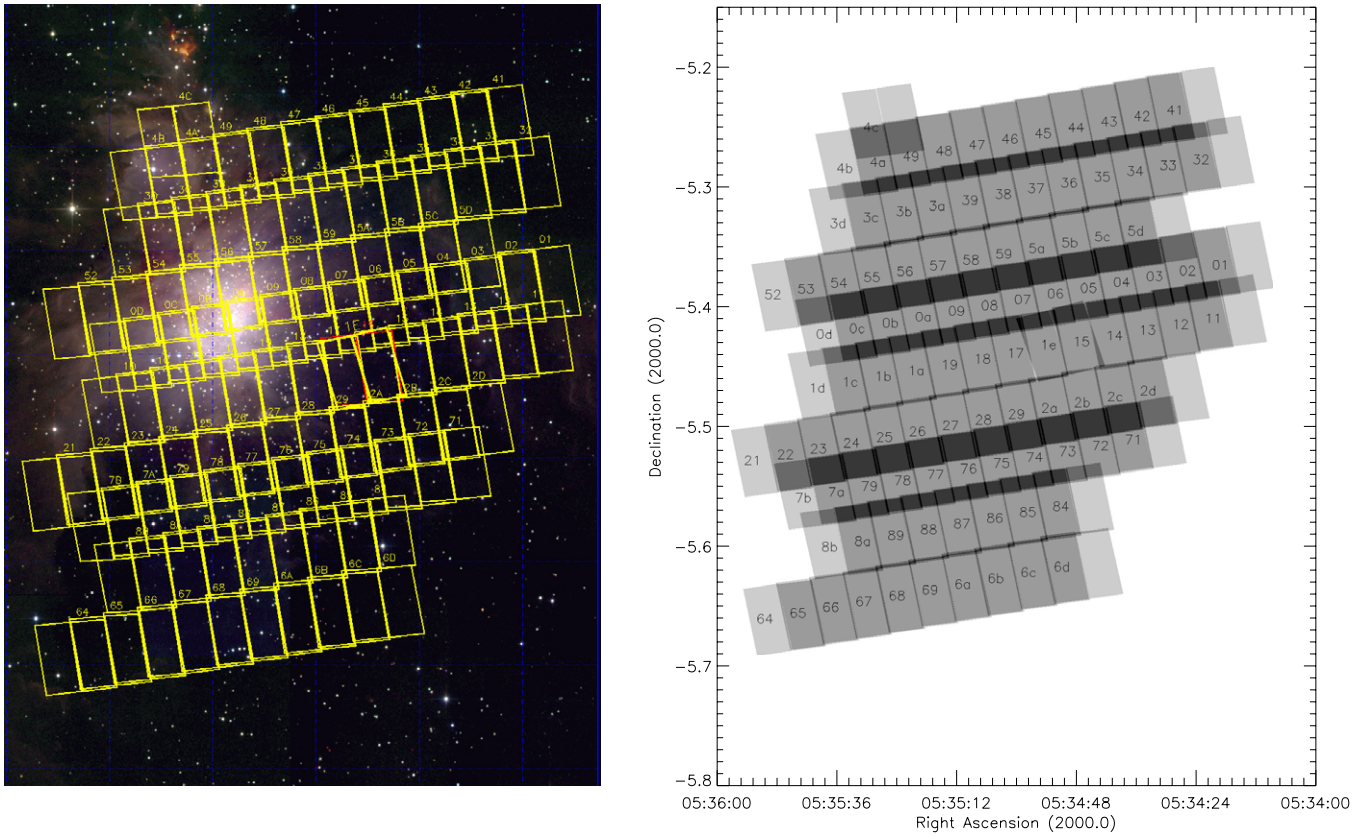 4C
4B 4A 49 48 47 46 45 44 43 42 41
32
52 53 54 55 56 57 58 59 5A 5B 5C 5D
0D 0C 09 08 07 06 05 04 03 02 01
21 22 23 25 26 27 28 29 2A 2B 2C 2D
7B 7A 79 78 77 76 75 74 73 72 71
64 65 66 67 68 69 6A 6B 6C 6D
−5.2
−5.3
−5.4
−5.5
−5.6
−5.7
−5.8
Declination (2000.0)
4c
4b 4a 49 48 47 46 45 44 43 42 41
3d 3c 3b 3a 39 38 37 36 35 34 33 32
52 53 54 55 56 57 58 59 5a 5b 5c 5d
0d 0c 0b 0a 09 08 07 06 05 04 03 02 01
1d 1c 1b 1a 19 18 17 1e 15 14 13 12 11
21 22 23 24 25 26 27 28 29 2a 2b 2c 2d
7b 7a 79 78 77 76 75 74 73 72 71
8b 8a 89 88 87 86 85 84
64 65 66 67 68 69 6a 6b 6c 6d
05:36:00 05:35:36 05:35:12 05:34:48 05:34:24 05:34:00
Right Ascension (2000.0)